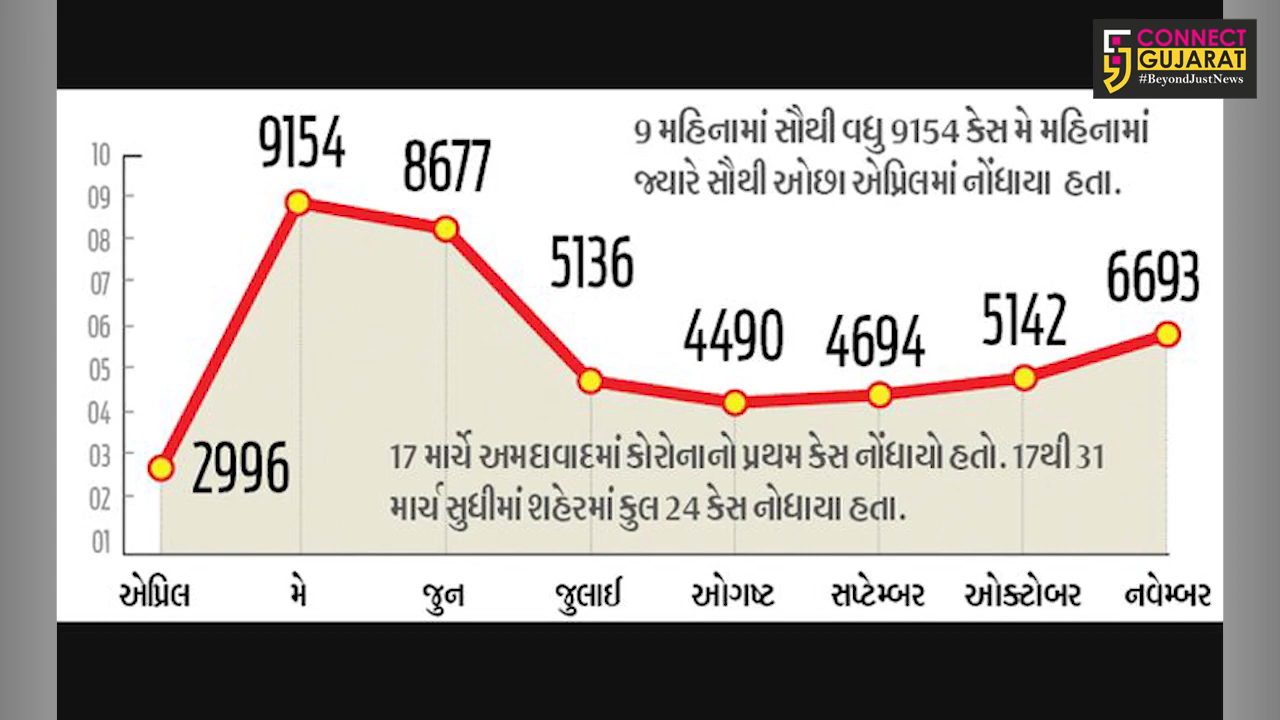 CONNECT
GUJARAT
#BeyondJustNews
9 મહિનામાં સૌથી વધુ 9154 કેસ મે મહિનામાં
જ્યારે સૌથી ઓછા એપ્રિલમાં નોંધાયા હતા.
10
09
08
07
06
05
04
03
02
01
2996
9154
8677
5136
4490
4694
5142
6693
17 માર્ચે અમદાવાદમાં કોરોનાનો પ્રથમ કેસ નોંધાયો હતો. 17થી 31
માર્ચ સુધીમાં શહેરમાં કુલ 24 કેસ નોધાયા હતા.
એપ્રિલ મે જુન જુલાઈ ઓગષ્ટ સપ્ટેમ્બર ઓક્ટોબર નવેમ્બર